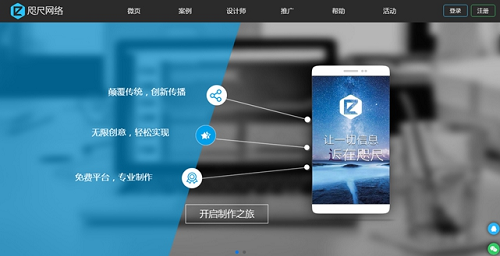 咫尺网络
微页
案例
设计师
推广
帮助
活动
登录
注册
颠覆传统，创新传播
无限创意，轻松实现
免费平台，专业制作
让一切信息
近在咫尺
开启制作之旅